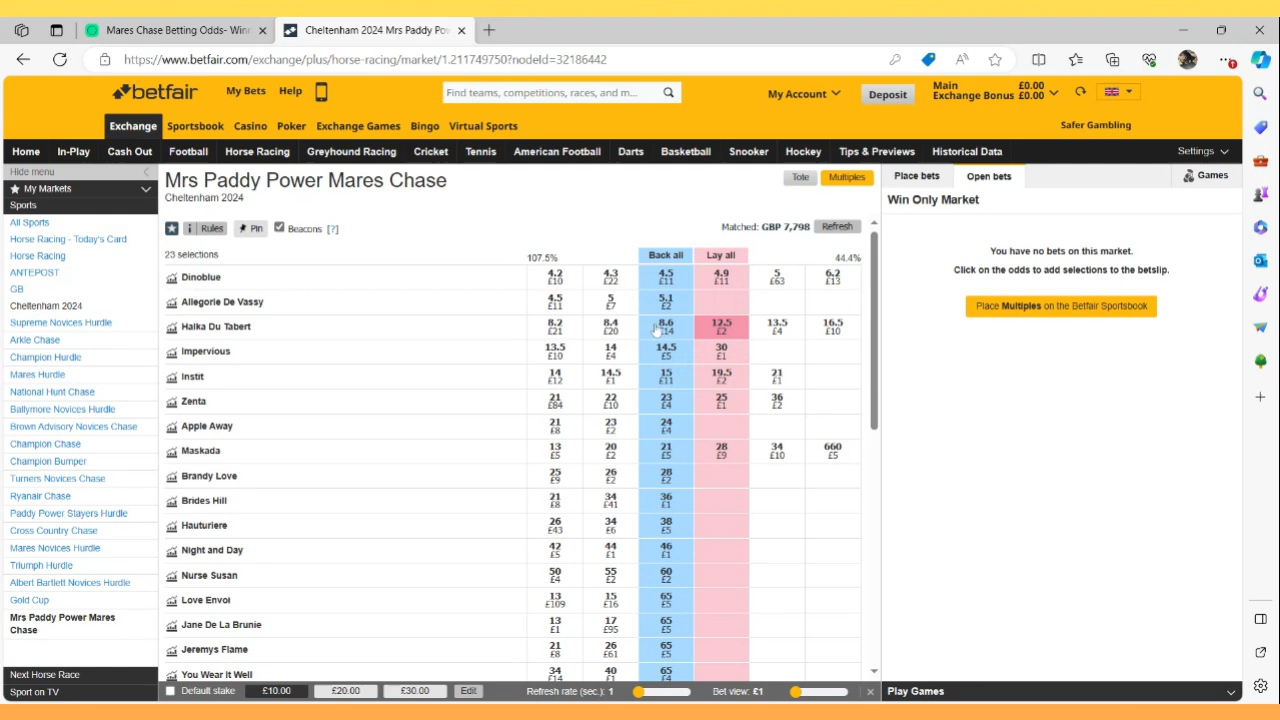 Mares Chase Betting Odds- Winr
Cheltenham 2024 Mrs Paddy Pov
https://www.betfair.com/exchange/plus/horse-racing/market/1.211749750?nodeId=32186442
betfair
My Bets Help
Find teams, competitions, races, and m...
My Account
Deposit
Main £0.00
Exchange Bonus £0.00
Exchange Sportsbook Casino Poker Exchange Games Bingo Virtual Sports
Safer Gambling
Home In-Play Cash Out Football Horse Racing Greyhound Racing Cricket Tennis American Football Darts Basketball Snooker Hockey Tips & Previews Historical Data Settings
Hide menu
My Markets
Sports
All Sports
Horse Racing - Today's Card
Horse Racing
ANTEPOST
GB
Cheltenham 2024
Supreme Novices Hurdle
Arkle Chase
Champion Hurdle
Mares Hurdle
National Hunt Chase
Ballymore Novices Hurdle
Brown Advisory Novices Chase
Champion Chase
Champion Bumper
Turners Novices Chase
Ryanair Chase
Paddy Power Stayers Hurdle
Cross Country Chase
Mares Novices Hurdle
Triumph Hurdle
Albert Bartlett Novices Hurdle
Gold Cup
Mrs Paddy Power Mares
Chase
Next Horse Race
Sport on TV
Mrs Paddy Power Mares Chase
Cheltenham 2024
Tote Multiples
Rules Pin Beacons [?]
Matched: GBP 7,798 Refresh
23 selections 107.5% Back all Lay all 44.4%
Dinoblue 4.2 4.3 4.5 4.9 5 6.2
£10 £22 £11 £11 £63 £13
Allegorie De Vassy 4.5 5 5.1
£11 £7 £2
Halka Du Tabert 8.2 8.4 8.6 12.5 13.5 16.5
£21 £20 £14 £2 £4 £10
Impervious 13.5 14 14.5 30
£10 £4 £5 £1
Instit 14 14.5 15 19.5 21
£12 £1 £11 £2 £1
Zenta 21 22 23 25 36
£84 £10 £4 £1 £2
Apple Away 21 23 24
£8 £2 £4
Maskada 13 20 21 28 34 660
£5 £2 £5 £9 £10 £5
Brandy Love 25 26 28
£9 £2 £2
Brides Hill 21 34 36
£8 £41 £1
Hauturiere 26 34 38
£43 £6 £5
Night and Day 42 44 46
£5 £1 £1
Nurse Susan 50 55 60
£4 £2 £2
Love Envoi 13 15 65
£109 £16 £5
Jane De La Brunie 13 17 65
£1 £95 £5
Jeremys Flame 21 26 65
£8 £61 £5
You Wear It Well 34 40 65
£14 £1 £4
Default stake £10.00 £20.00 £30.00 Edit Refresh rate (sec.): 1 Bet view: £1
Place bets Open bets Games
Win Only Market
You have no bets on this market.
Click on the odds to add selections to the betslip.
Place Multiples on the Betfair Sportsbook
Play Games